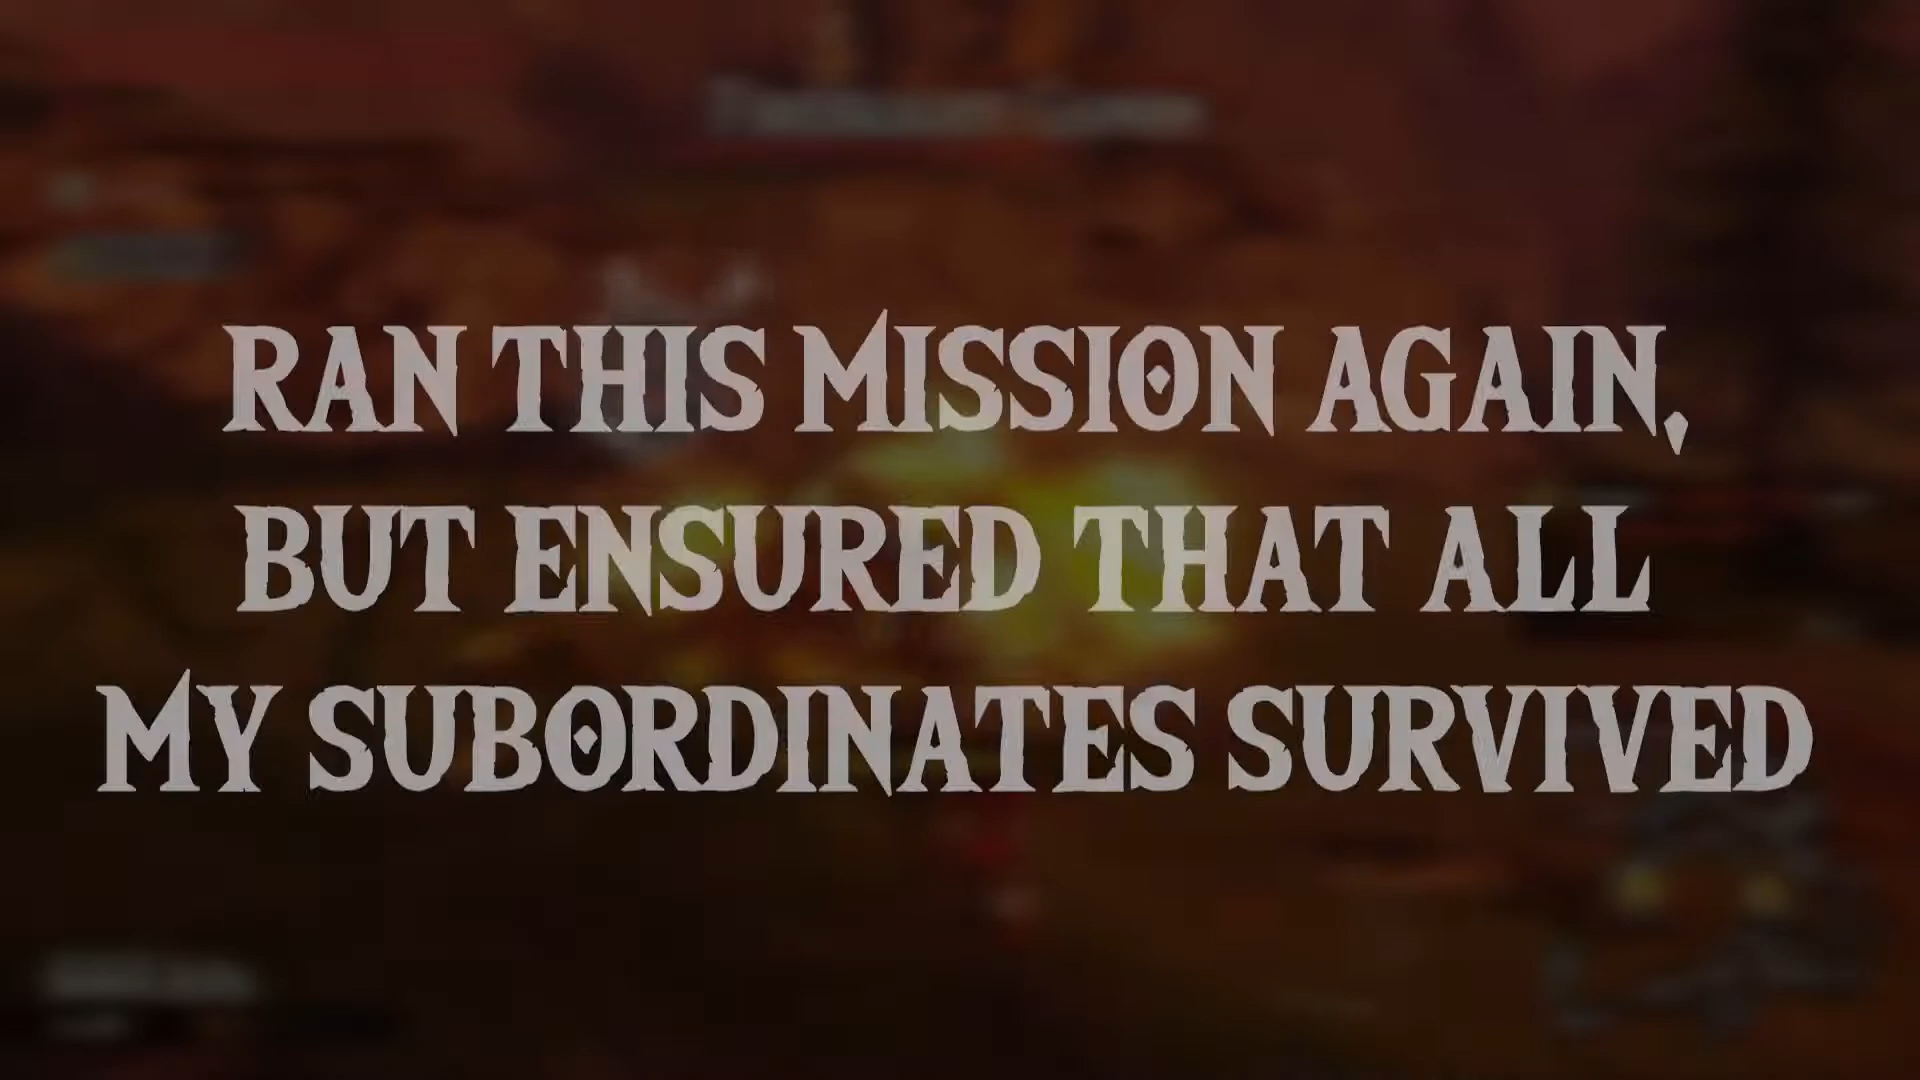 RAN THIS MISSION AGAIN,
BUT ENSURED THAT ALL
MY SUBORDINATES SURVIVED